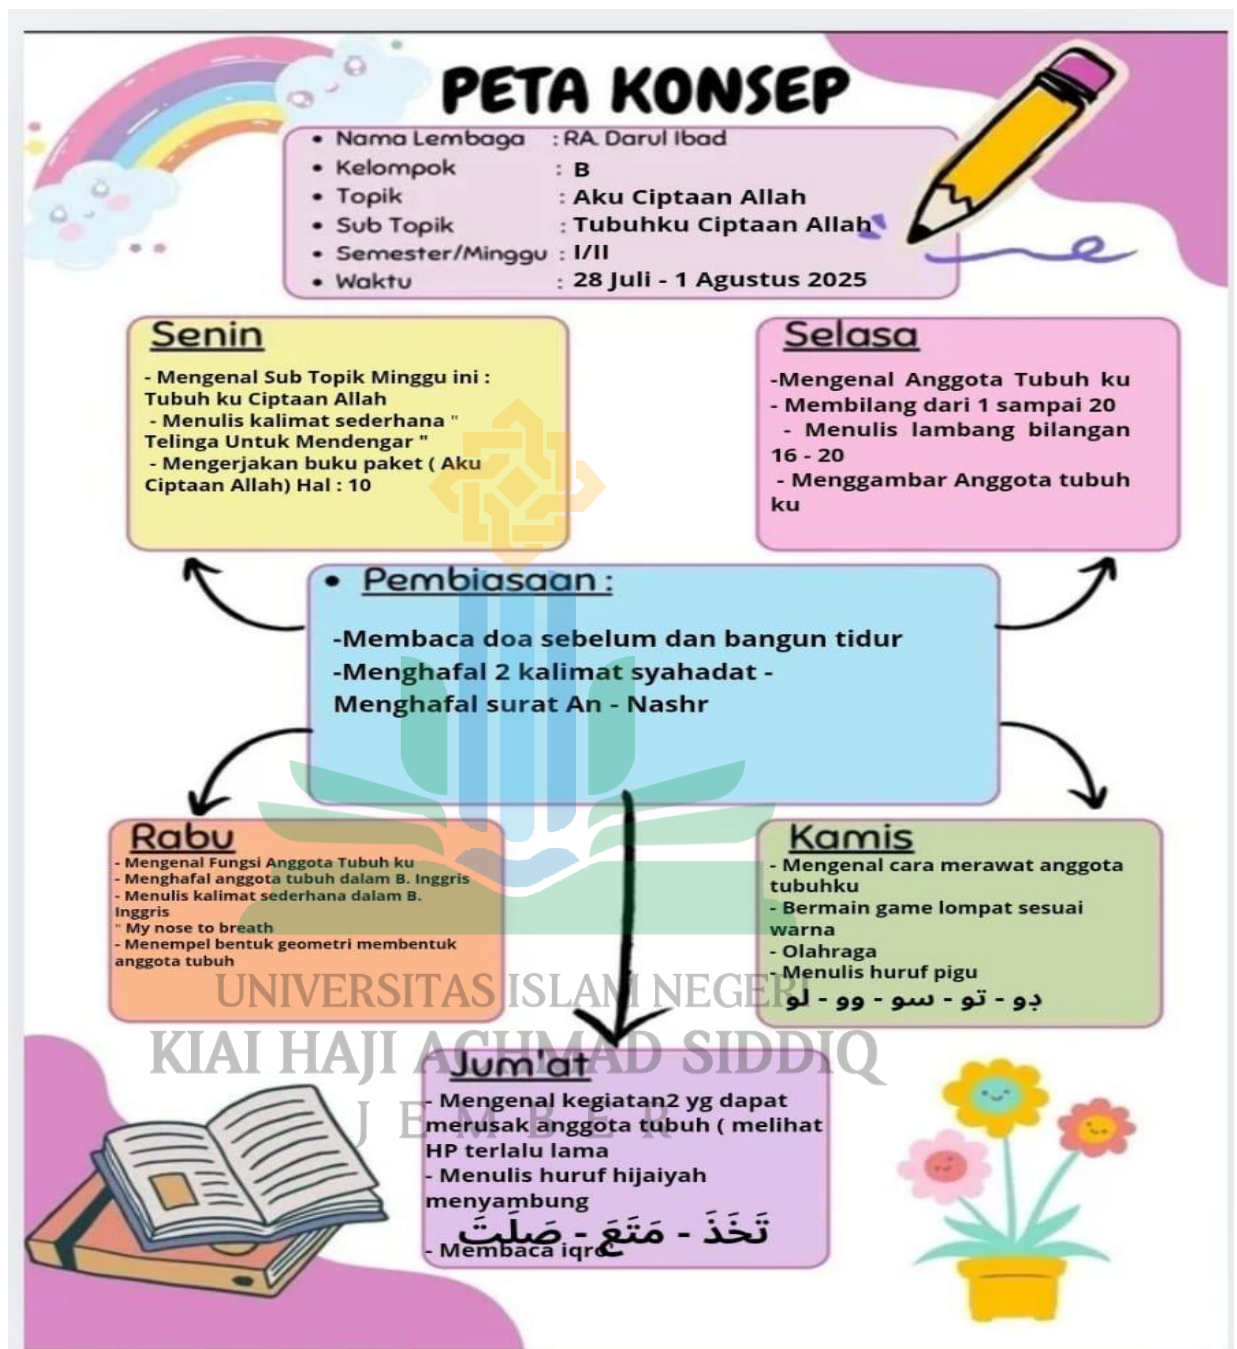 PETA KONSEP
• Nama Lembaga : RA. Darul Ibad
• Kelompok : B
• Topik : Aku Ciptaan Allah
• Sub Topik : Tubuhku Ciptaan Allah
• Semester/Minggu : I/II
• Waktu : 28 Juli - 1 Agustus 2025
Senin
- Mengenal Sub Topik Minggu ini :
Tubuh ku Ciptaan Allah
- Menulis kalimat sederhana "
Telinga Untuk Mendengar "
- Mengerjakan buku paket ( Aku
Ciptaan Allah) Hal : 10
Selasa
-Mengenal Anggota Tubuh ku
- Membilang dari 1 sampai 20
- Menulis lambang bilangan
16 - 20
- Menggambar Anggota tubuh
ku
• Pembiasaan :
-Membaca doa sebelum dan bangun tidur
-Menghafal 2 kalimat syahadat -
Menghafal surat An - Nashr
Rabu
- Mengenal Fungsi Anggota Tubuh ku
- Menghafal anggota tubuh dalam B. Inggris
- Menulis kalimat sederhana dalam B.
Inggris
" My nose to breath
- Menempel bentuk geometri membentuk
anggota tubuh
Kamis
- Mengenal cara merawat anggota
tubuhku
- Bermain game lompat sesuai
warna
- Olahraga
- Menulis huruf pigu
دو - تو - سو - وو - لو
UNIVERSITAS ISLAM NEGERI
KIAI HAJI ACHMAD SIDDIQ
JEMBER
Jum'at
- Mengenal kegiatan2 yg dapat
merusak anggota tubuh ( melihat
HP terlalu lama
- Menulis huruf hijaiyah
menyambung
تَخَذَ - مَتَعَ - صَلَتَ
- Membaca iqro'